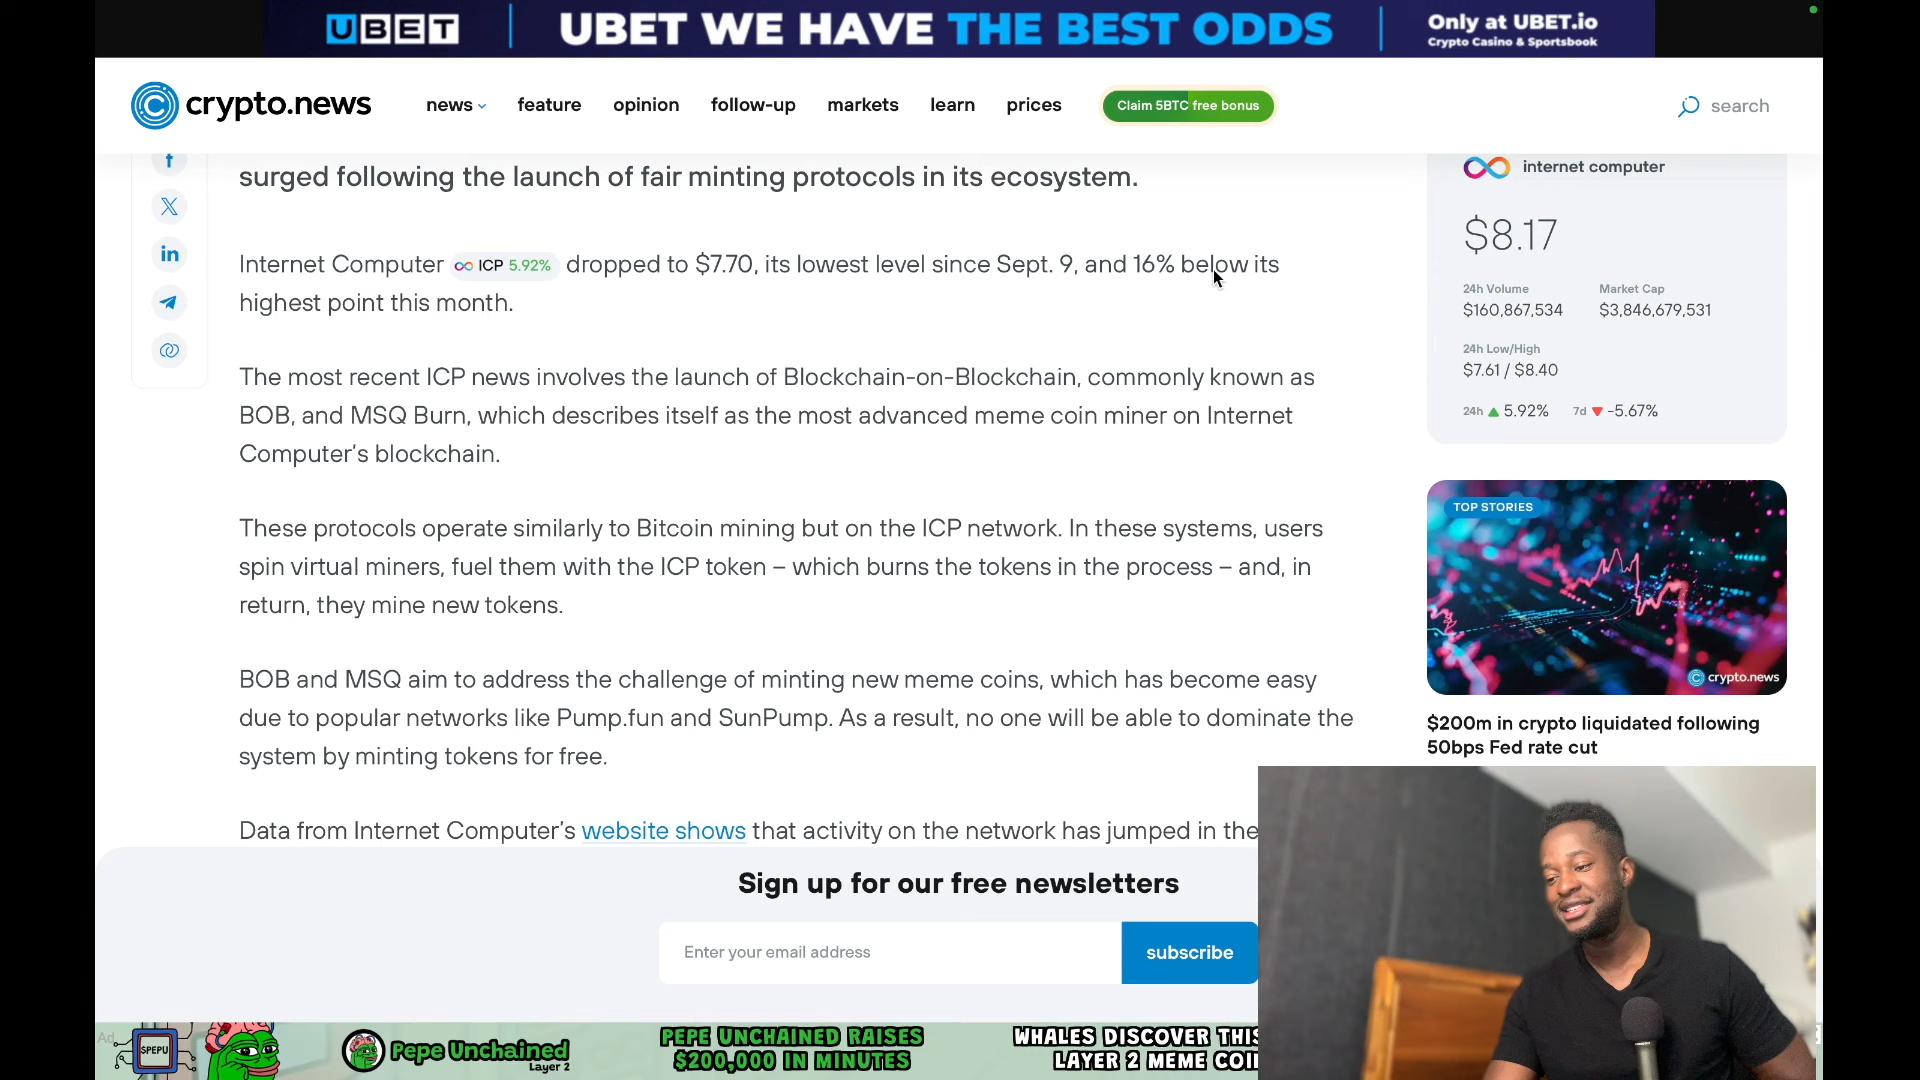 UBET
UBET WE HAVE THE BEST ODDS
Only at UBET.io
Crypto Casino & Sportsbook
crypto.news
news
feature
opinion
follow-up
markets
learn
prices
Claim 5BTC free bonus
search
surged following the launch of fair minting protocols in its ecosystem.
Internet Computer ICP 5.92% dropped to $7.70, its lowest level since Sept. 9, and 16% below its
highest point this month.
The most recent ICP news involves the launch of Blockchain-on-Blockchain, commonly known as
BOB, and MSQ Burn, which describes itself as the most advanced meme coin miner on Internet
Computer's blockchain.
These protocols operate similarly to Bitcoin mining but on the ICP network. In these systems, users
spin virtual miners, fuel them with the ICP token – which burns the tokens in the process – and, in
return, they mine new tokens.
BOB and MSQ aim to address the challenge of minting new meme coins, which has become easy
due to popular networks like Pump.fun and SunPump. As a result, no one will be able to dominate the
system by minting tokens for free.
Data from Internet Computer's website shows that activity on the network has jumped in the
internet computer
$8.17
24h Volume
$160,867,534
Market Cap
$3,846,679,531
24h Low/High
$7.61 / $8.40
24h 5.92%
7d -5.67%
TOP STORIES
crypto.news
$200m in crypto liquidated following
50bps Fed rate cut
Sign up for our free newsletters
Enter your email address
subscribe
Ad
$PEPU
Pepe Unchained
Layer 2
PEPE UNCHAINED RAISES
$200,000 IN MINUTES
WHALES DISCOVER THIS
LAYER 2 MEME